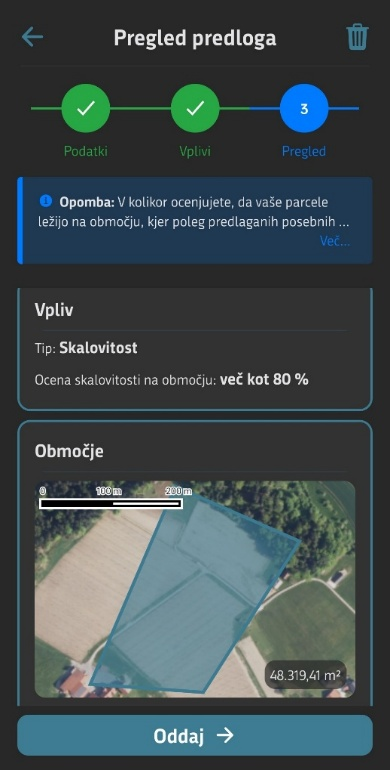 Pregled predloga
3
Podatki
Vplivi
Pregled
Opomba: V kolikor ocenjujete, da vaše parcele
ležijo na območju, kjer poleg predlaganih posebnih ...
Več...
Vpliv
Tip: Skalovitost
Ocena skalovitosti na območju: več kot 80 %
Območje
0 100 m 200 m
48.319,41 m²
Oddaj